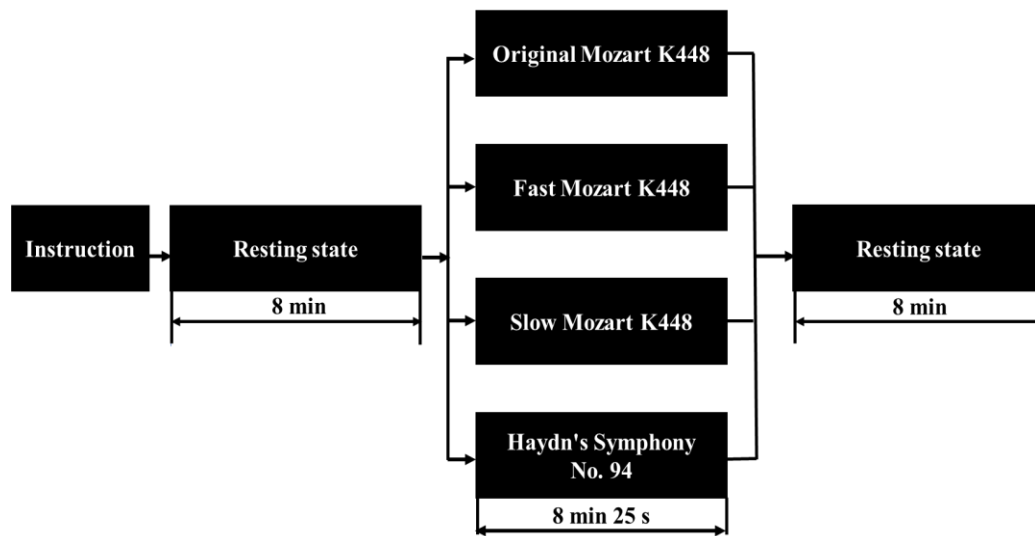 Original Mozart K448
Fast Mozart K448
Instruction
Resting state
Resting state
8 min
8 min
Slow Mozart K448
Haydn's Symphony
No. 94
8 min 25 s